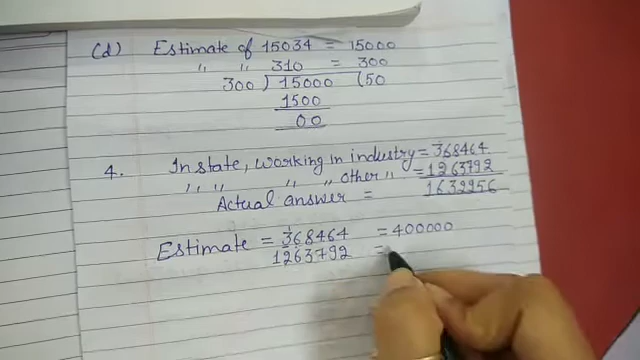 (d) Estimate of 15034 = 15000
" " 310 = 300
300 ) 15000 (50
1500
00
4. In state, working in industry = 368464
" " " " other " = 1263792
Actual answer = 1632256
Estimate = 368464 = 400000
1263792 =